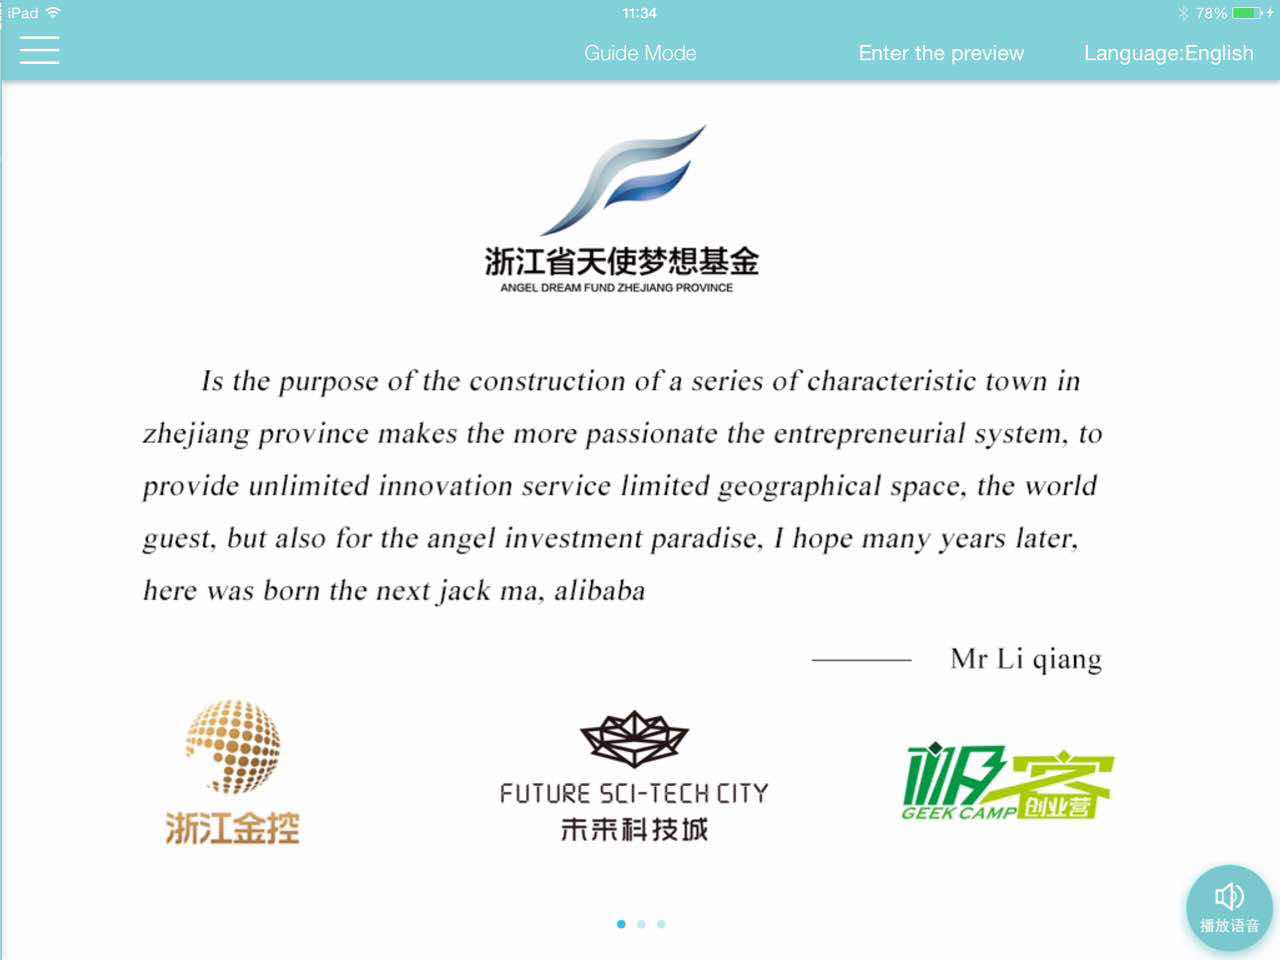 iPad
11:34
78%
Guide Mode
Enter the preview
Language:English
浙江省天使梦想基金
ANGEL DREAM FUND ZHEJIANG PROVINCE
Is the purpose of the construction of a series of characteristic town in
zhejiang province makes the more passionate the entrepreneurial system, to
provide unlimited innovation service limited geographical space, the world
guest, but also for the angel investment paradise, I hope many years later,
here was born the next jack ma, alibaba
Mr Li qiang
浙江金控
FUTURE SCI-TECH CITY
未来科技城
极客
GEEK CAMP
创业营
播放语音